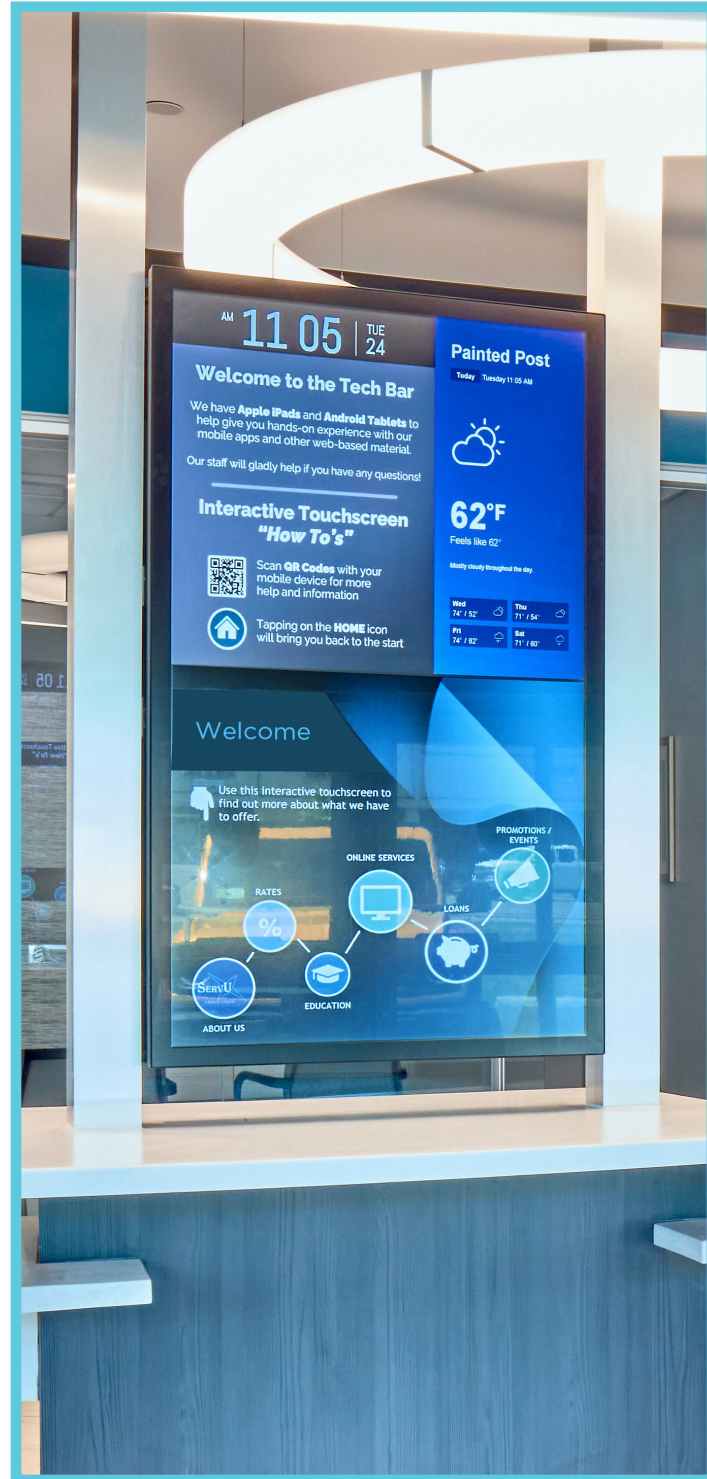 AM 11 05 TUE
24
Welcome to the Tech Bar
We have Apple iPads and Android Tablets to
help give you hands-on experience with our
mobile apps and other web-based material.
Our staff will gladly help if you have any questions!
Interactive Touchscreen
"How To's"
Scan QR Codes with your
mobile device for more
help and information
Tapping on the HOME icon
will bring you back to the start
Painted Post
Today Tuesday 11:05 AM
62°F
Feels like 62°
Mostly cloudy throughout the day.
Wed
74° / 52°
Thu
71° / 54°
Fri
74° / 62°
Sat
71° / 60°
Welcome
Use this interactive touchscreen to
find out more about what we have
to offer.
PROMOTIONS /
EVENTS
ONLINE SERVICES
RATES
%
LOANS
SERVU
EDUCATION
ABOUT US